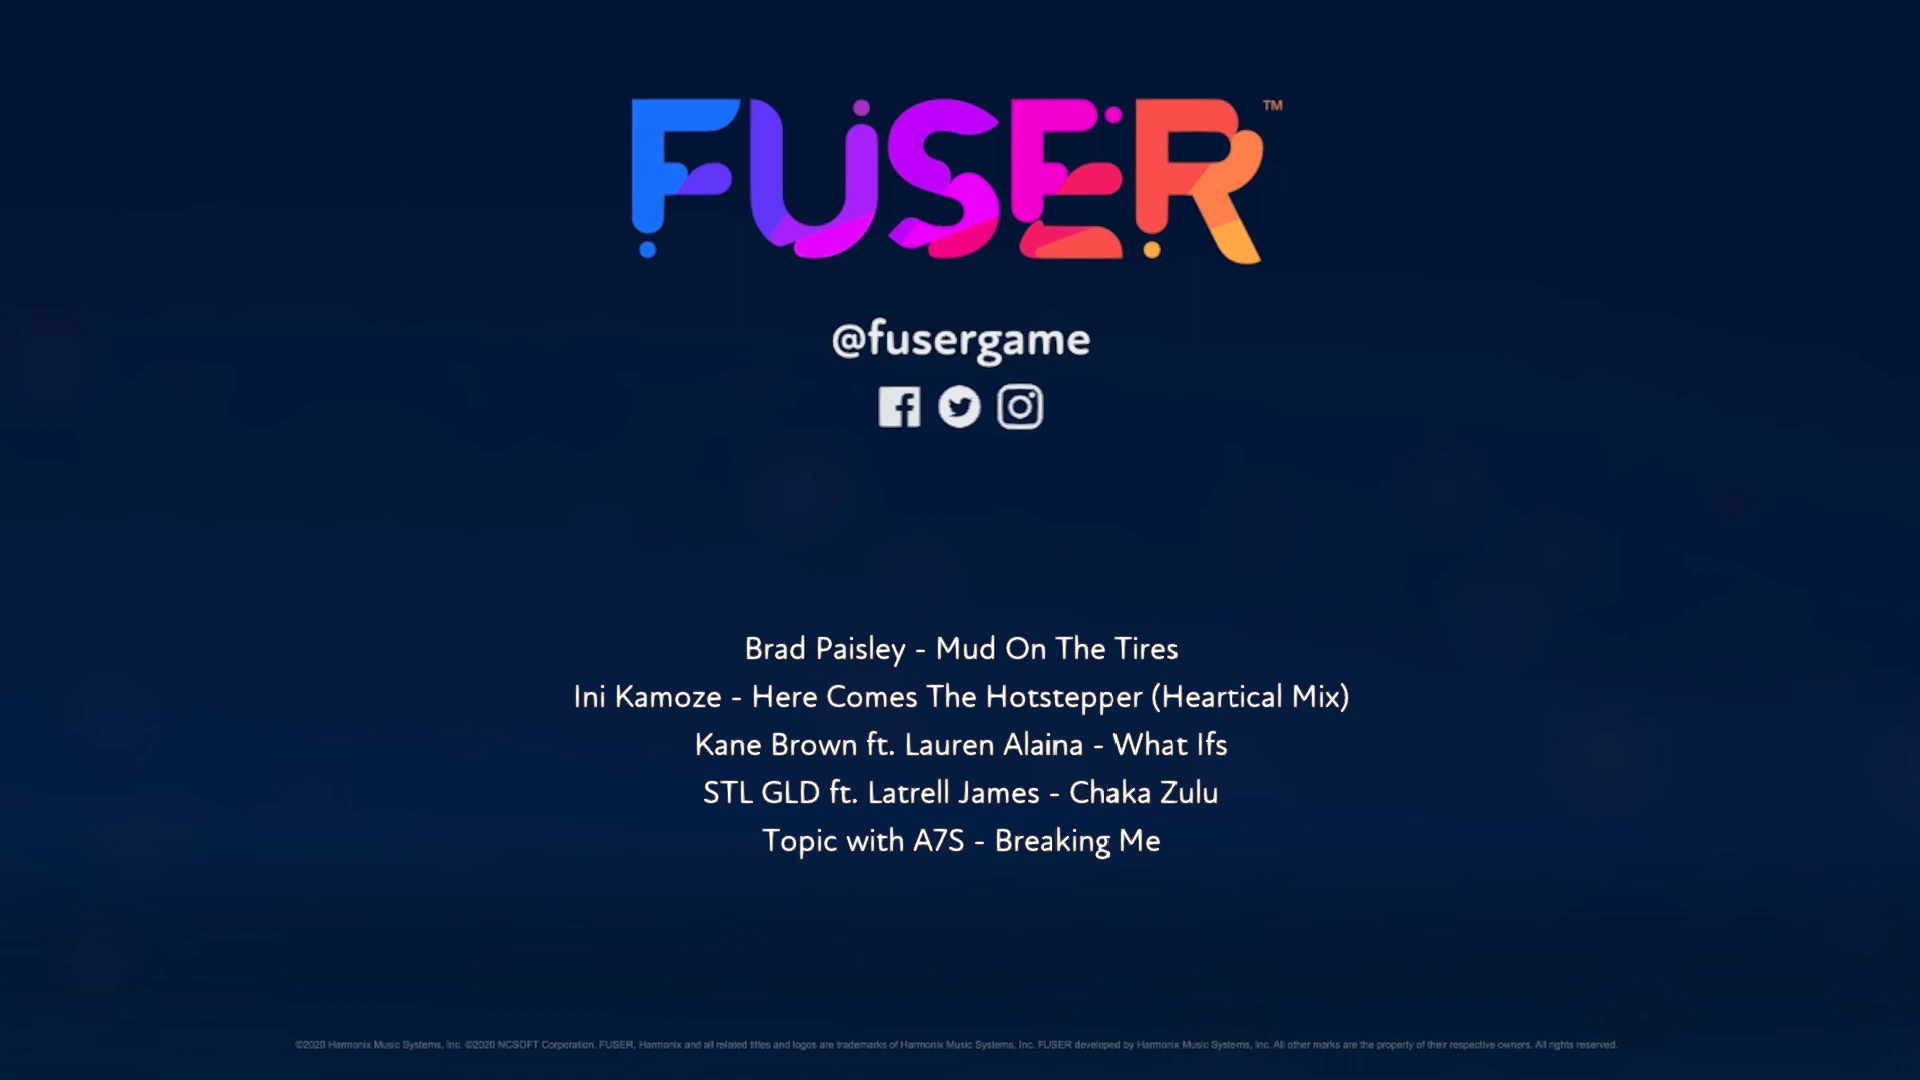 FUSER™
@fusergame
Brad Paisley - Mud On The Tires
Ini Kamoze - Here Comes The Hotstepper (Heartical Mix)
Kane Brown ft. Lauren Alaina - What Ifs
STL GLD ft. Latrell James - Chaka Zulu
Topic with A7S - Breaking Me
©2020 Harmonix Music Systems, Inc. ©2020 NCSOFT Corporation. FUSER, Harmonix and all related titles and logos are trademarks of Harmonix Music Systems, Inc. FUSER developed by Harmonix Music Systems, Inc. All other marks are the property of their respective owners. All rights reserved.